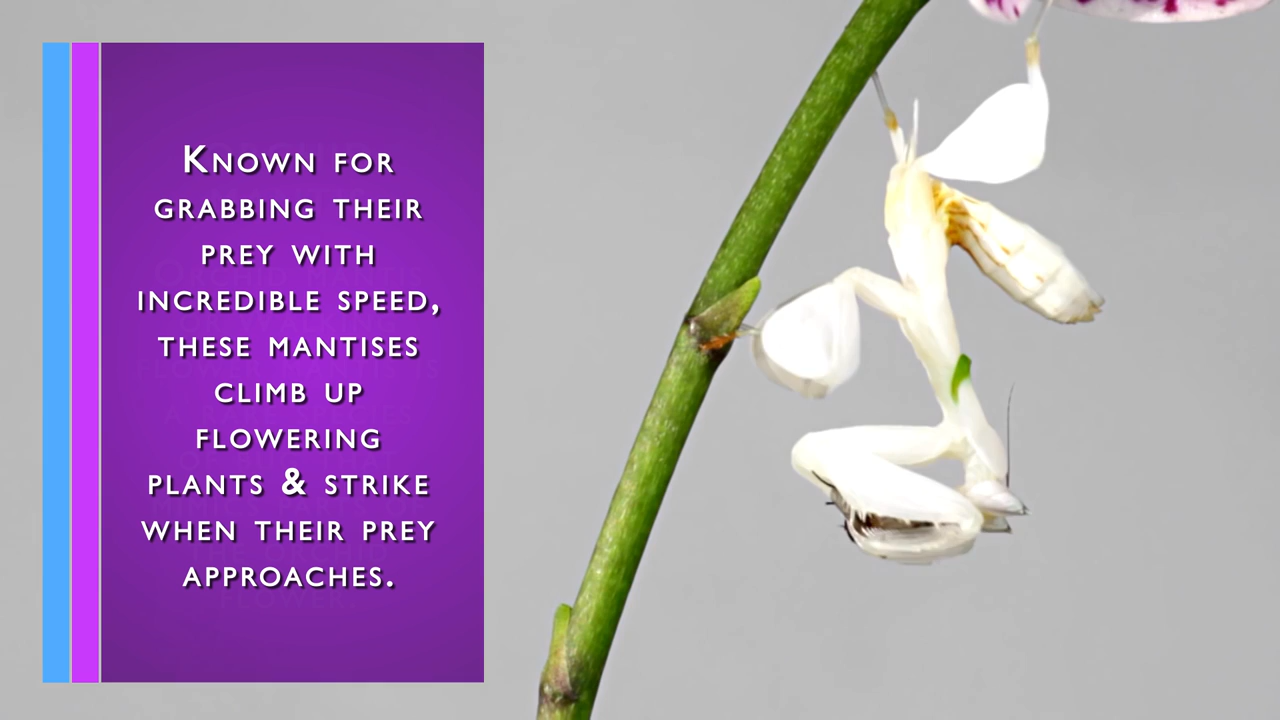 Known for
grabbing their
prey with
incredible speed,
these mantises
climb up
flowering
plants & strike
when their prey
approaches.